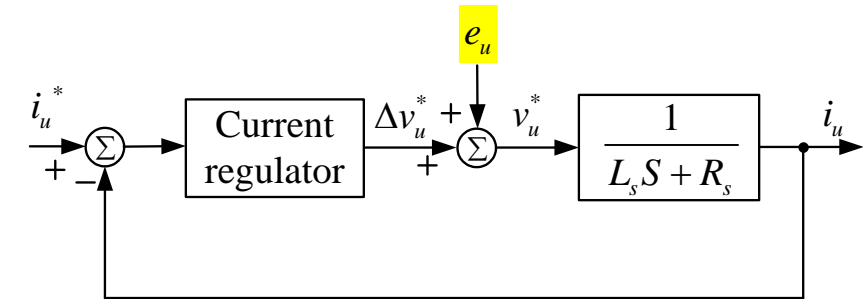 e_u
i_u^*
Σ
+
−
Current
regulator
Δv_u^* +
+
Σ
v_u^*
1
L_s S + R_s
i_u